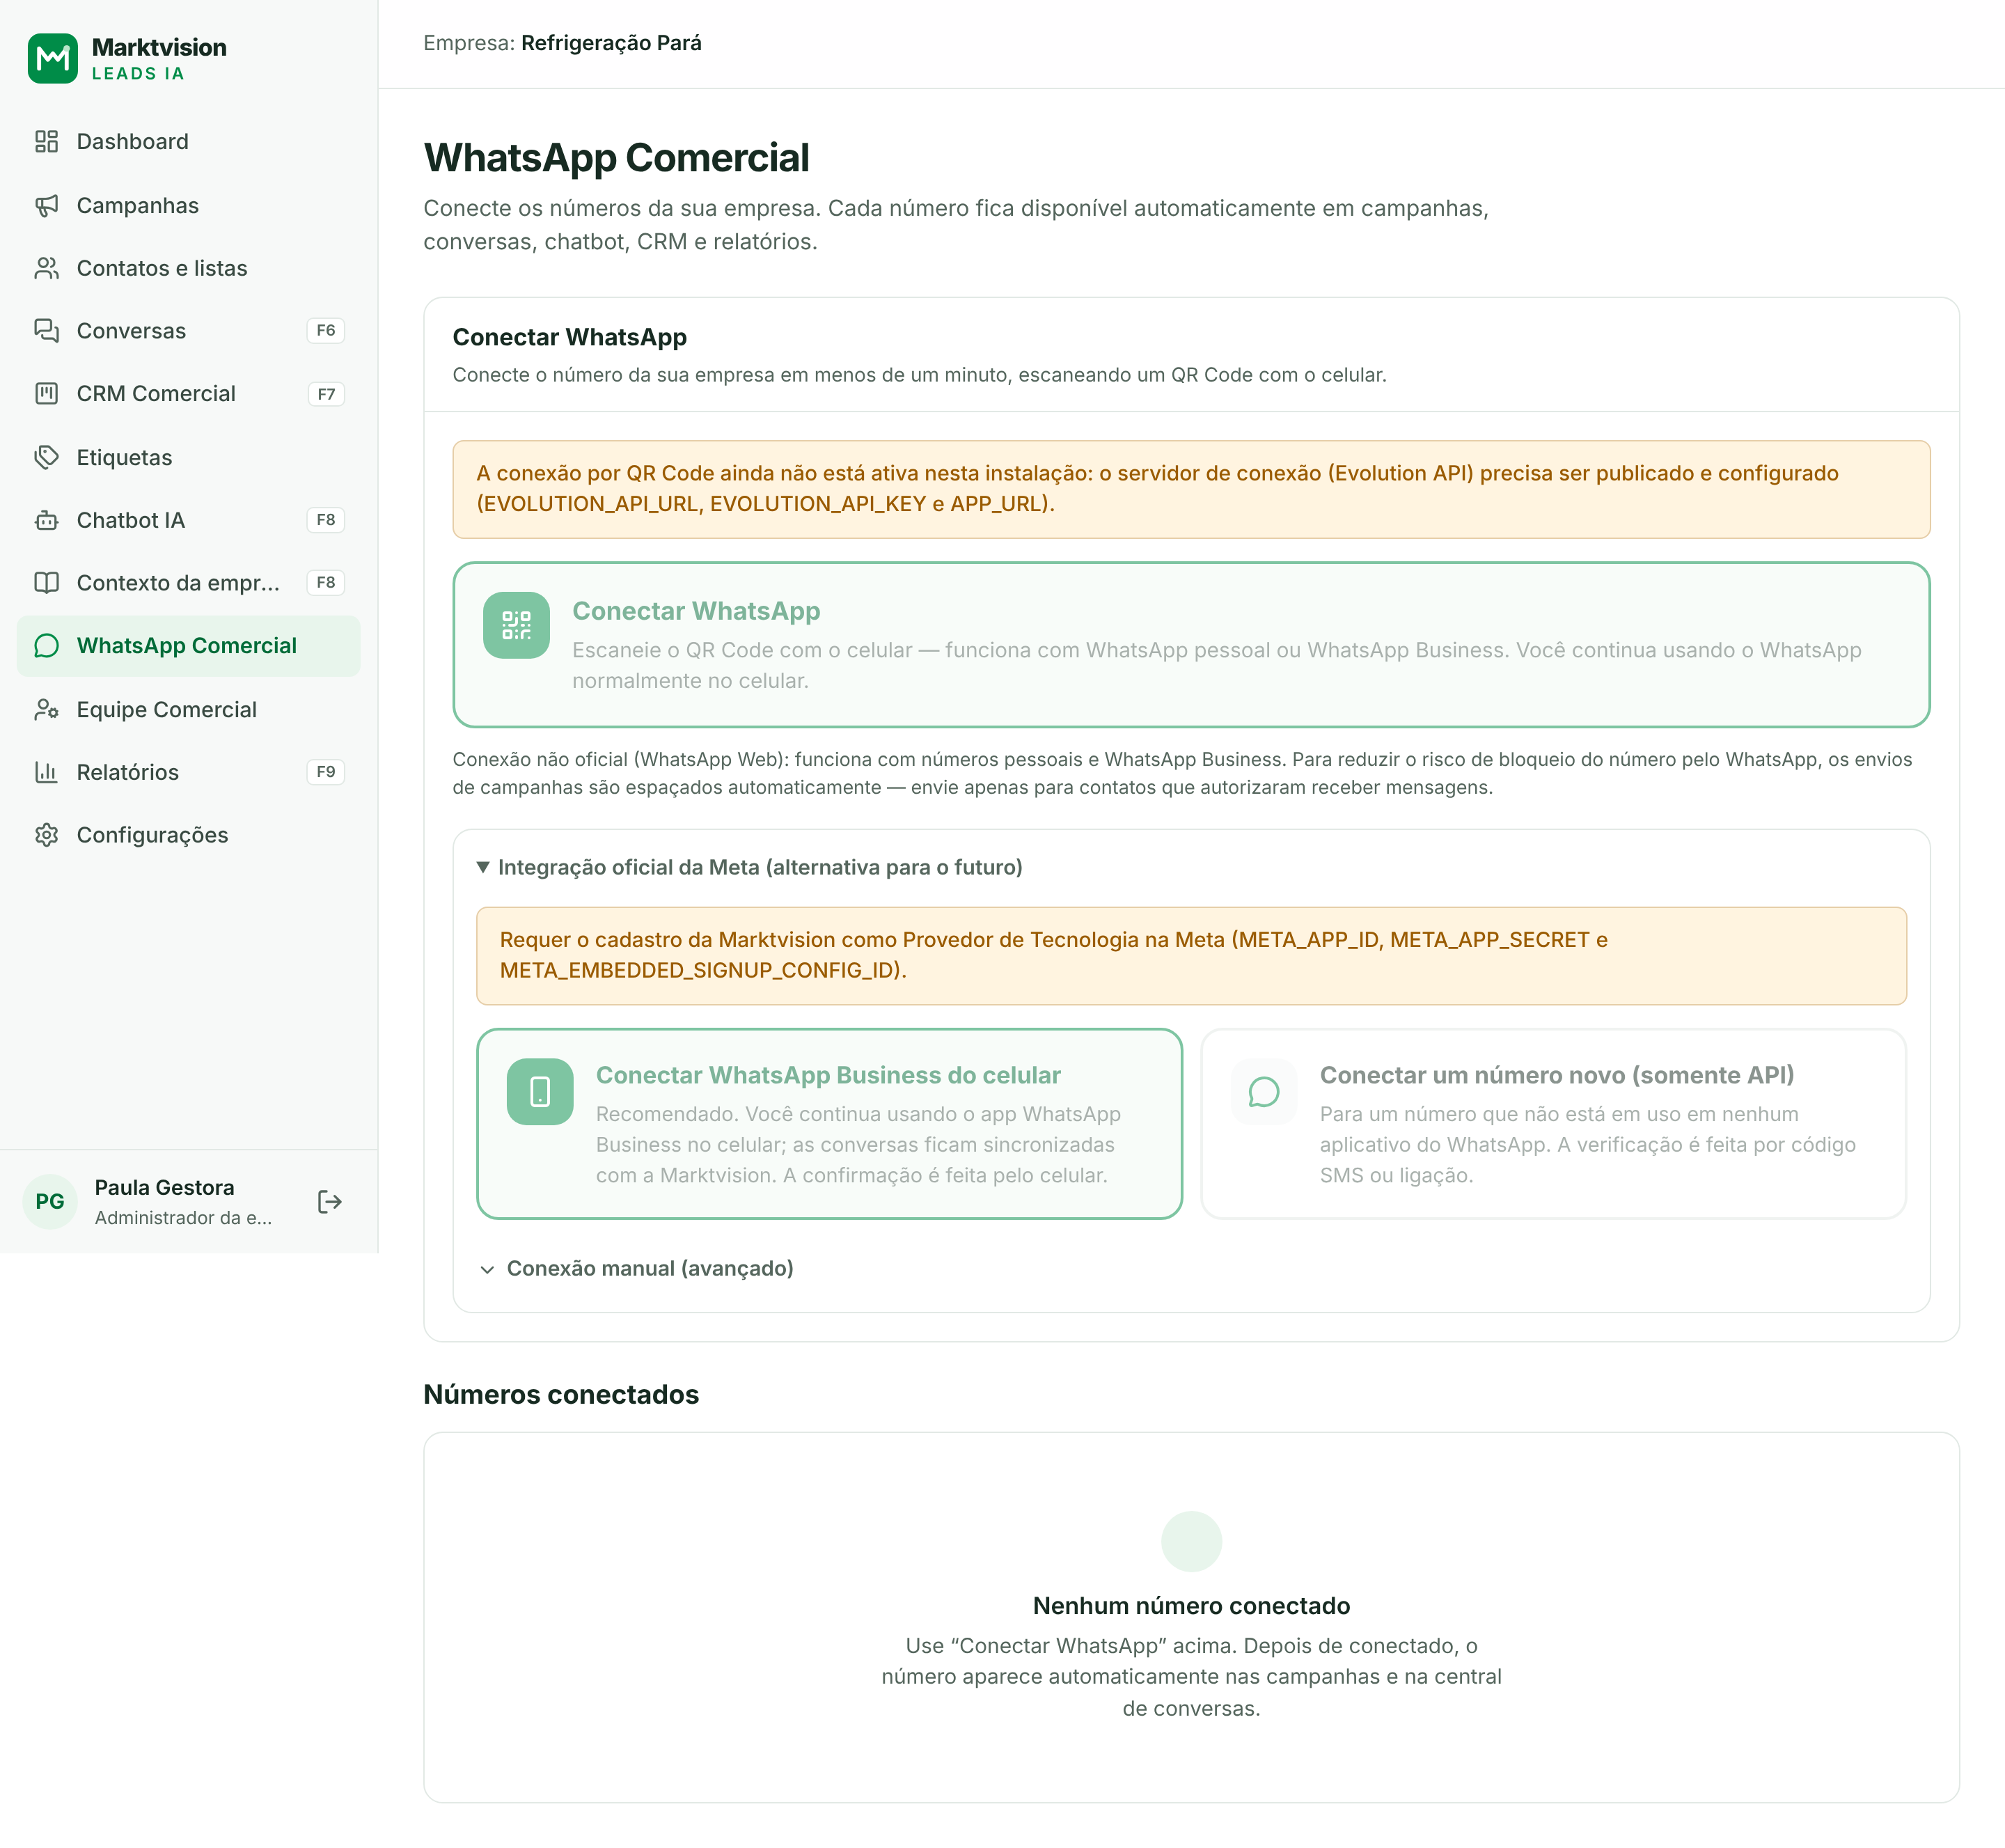 Marktvision
LEADS IA
Dashboard
Campanhas
Contatos e listas
Conversas F6
CRM Comercial F7
Etiquetas
Chatbot IA F8
Contexto da empr... F8
WhatsApp Comercial
Equipe Comercial
Relatórios F9
Configurações
PG
Paula Gestora
Administrador da e...
Empresa: Refrigeração Pará
WhatsApp Comercial
Conecte os números da sua empresa. Cada número fica disponível automaticamente em campanhas,
conversas, chatbot, CRM e relatórios.
Conectar WhatsApp
Conecte o número da sua empresa em menos de um minuto, escaneando um QR Code com o celular.
A conexão por QR Code ainda não está ativa nesta instalação: o servidor de conexão (Evolution API) precisa ser publicado e configurado
(EVOLUTION_API_URL, EVOLUTION_API_KEY e APP_URL).
Conectar WhatsApp
Escaneie o QR Code com o celular — funciona com WhatsApp pessoal ou WhatsApp Business. Você continua usando o WhatsApp
normalmente no celular.
Conexão não oficial (WhatsApp Web): funciona com números pessoais e WhatsApp Business. Para reduzir o risco de bloqueio do número pelo WhatsApp, os envios
de campanhas são espaçados automaticamente — envie apenas para contatos que autorizaram receber mensagens.
Integração oficial da Meta (alternativa para o futuro)
Requer o cadastro da Marktvision como Provedor de Tecnologia na Meta (META_APP_ID, META_APP_SECRET e
META_EMBEDDED_SIGNUP_CONFIG_ID).
Conectar WhatsApp Business do celular
Recomendado. Você continua usando o app WhatsApp
Business no celular; as conversas ficam sincronizadas
com a Marktvision. A confirmação é feita pelo celular.
Conectar um número novo (somente API)
Para um número que não está em uso em nenhum
aplicativo do WhatsApp. A verificação é feita por código
SMS ou ligação.
Conexão manual (avançado)
Números conectados
Nenhum número conectado
Use “Conectar WhatsApp” acima. Depois de conectado, o
número aparece automaticamente nas campanhas e na central
de conversas.